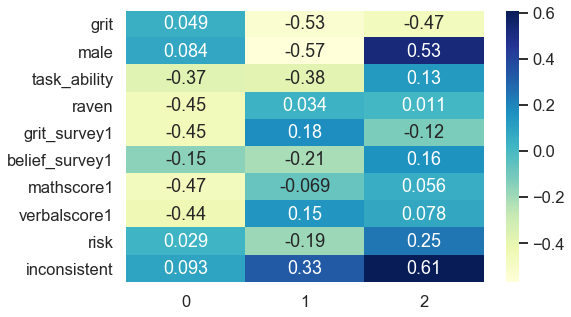 grit 0.049 -0.53 -0.47
male 0.084 -0.57 0.53
task_ability -0.37 -0.38 0.13
raven -0.45 0.034 0.011
grit_survey1 -0.45 0.18 -0.12
belief_survey1 -0.15 -0.21 0.16
mathscore1 -0.47 -0.069 0.056
verbalscore1 -0.44 0.15 0.078
risk 0.029 -0.19 0.25
inconsistent 0.093 0.33 0.61
0 1 2
0.6
0.4
0.2
0.0
−0.2
−0.4